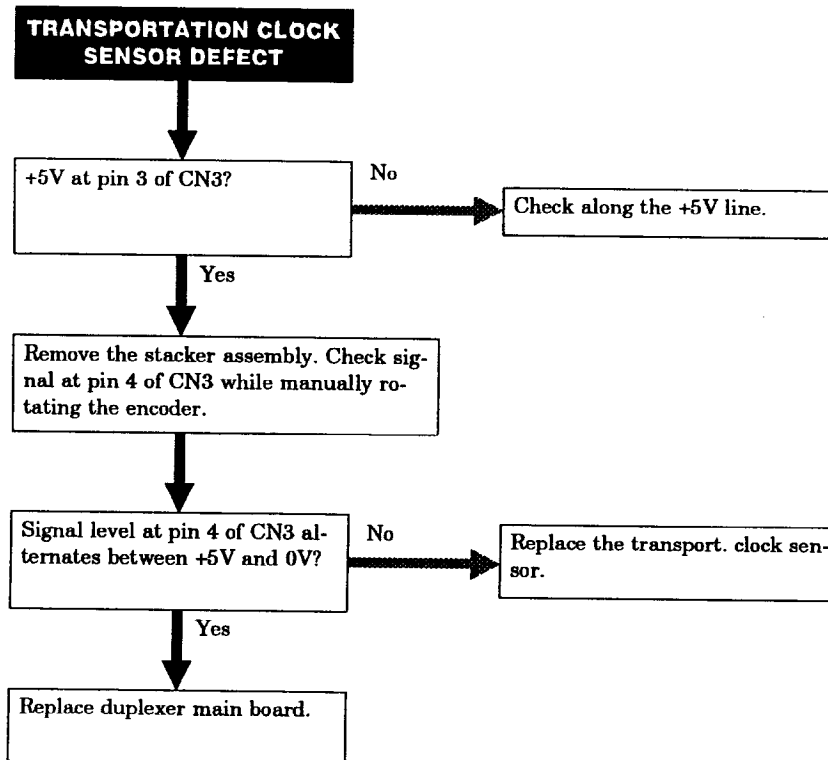 TRANSPORTATION CLOCK
SENSOR DEFECT
+5V at pin 3 of CN3?
No
Check along the +5V line.
Yes
Remove the stacker assembly. Check sig-
nal at pin 4 of CN3 while manually ro-
tating the encoder.
Signal level at pin 4 of CN3 al-
ternates between +5V and 0V?
No
Replace the transport. clock sen-
sor.
Yes
Replace duplexer main board.